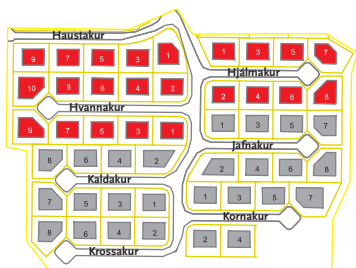 Haustakur
9 7 5 3 1
1 3 5 7
Hjálmakur
10 8 6 4 2
2 4 6 8
Hvannakur
9 7 5 3 1
1 3 5 7
Jafnakur
8 6 4 2
2 4 6 8
Kaldakur
7 5 3 1
1 3 5 7
Kornakur
8 6 4 2
2 4
Krossakur